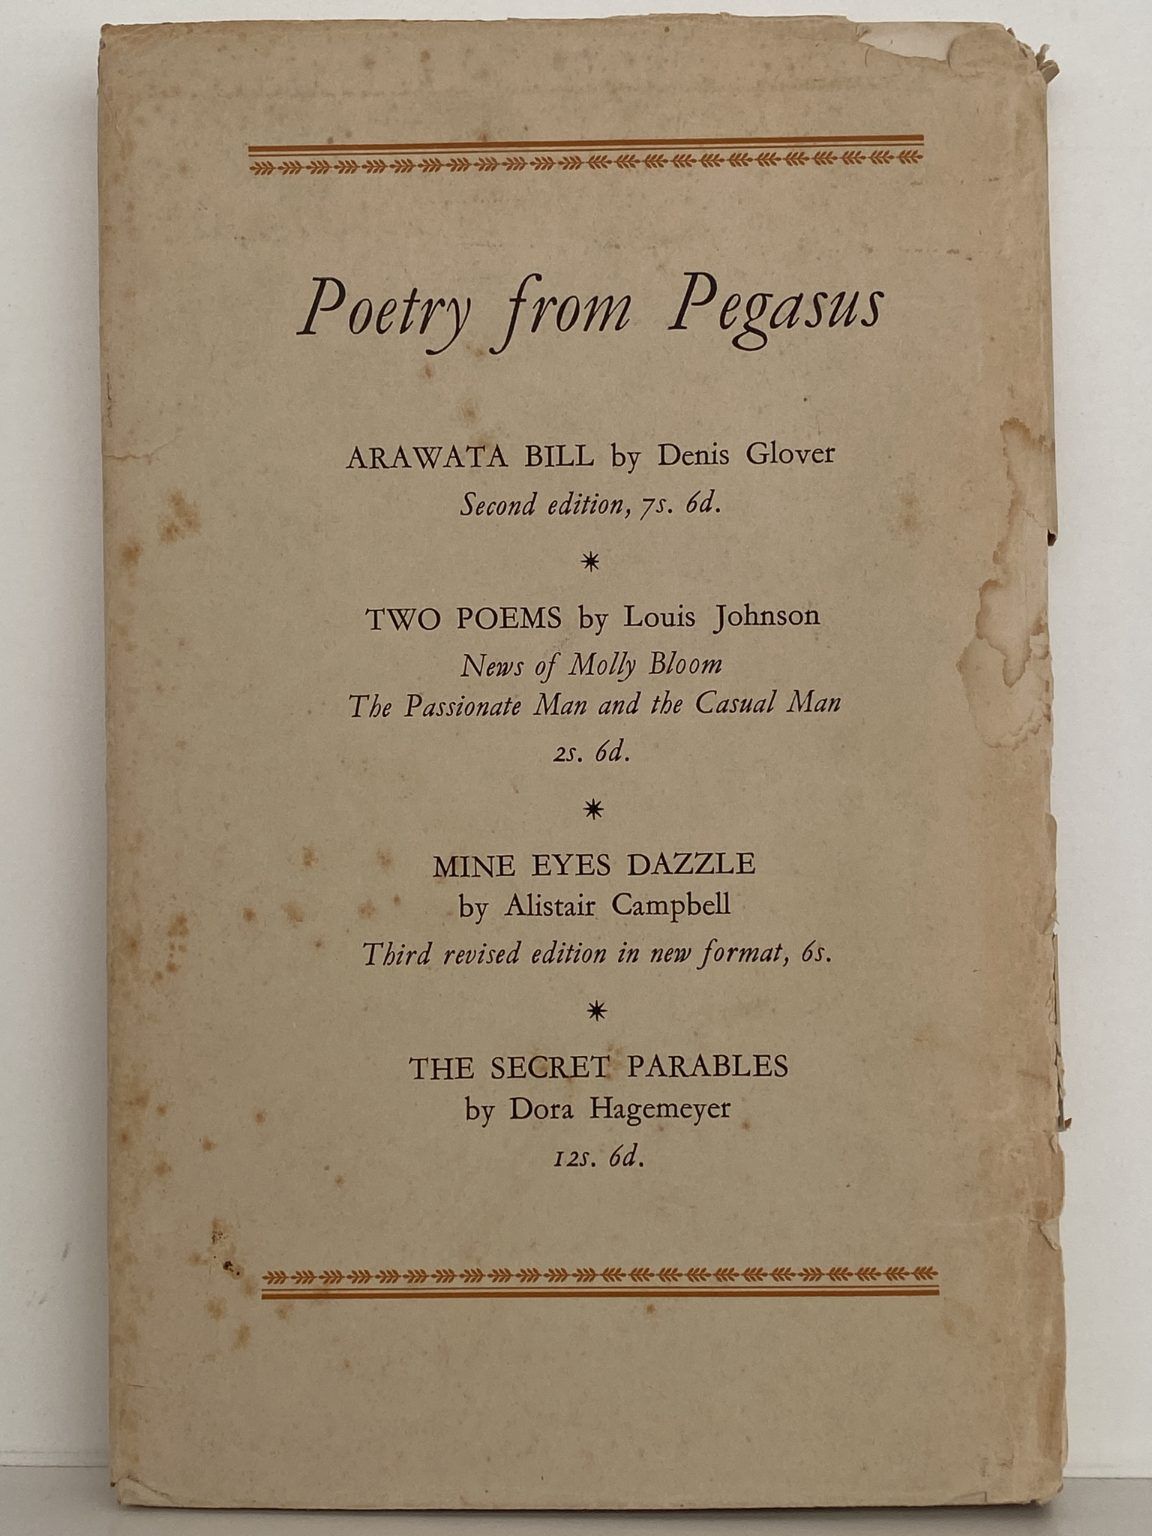 Poetry from Pegasus
ARAWATA BILL by Denis Glover
Second edition, 7s. 6d.
TWO POEMS by Louis Johnson
News of Molly Bloom
The Passionate Man and the Casual Man
2s. 6d.
MINE EYES DAZZLE
by Alistair Campbell
Third revised edition in new format, 6s.
THE SECRET PARABLES
by Dora Hagemeyer
12s. 6d.